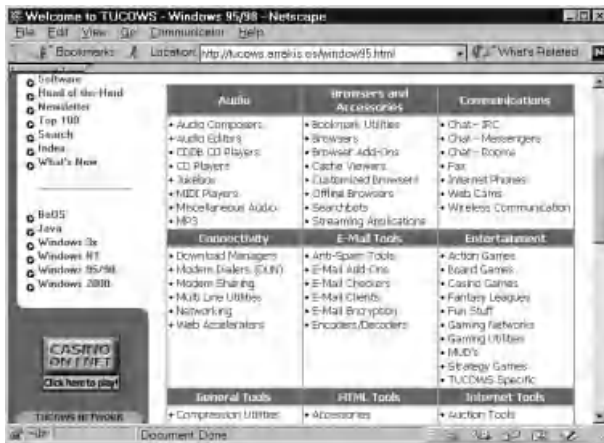 Welcome to TUCOWS - Windows 95/98 - Netscape
File Edit View Go Communicator Help
Bookmarks Location: http://tucows.arrakis.es/window95.html What's Related
Software
Hand of the Herd
Newsletter
Top 100
Search
Index
What's New
BeOS
Java
Windows 3x
Windows NT
Windows 95/98
Windows 2000
CASINO
ON NET
Click here to play!
TUCOWS NETWORK
Audio
Audio Composers
Audio Editors
CDDB CD Players
CD Players
Jukebox
MIDI Players
Miscellaneous Audio
MP3
Browsers and
Accessories
Bookmark Utilities
Browsers
Browser Add-Ons
Cache Viewers
Customized Browsers
Offline Browsers
Searchbots
Streaming Applications
Communications
Chat - IRC
Chat - Messengers
Chat - Rooms
Fax
Internet Phones
Web Cams
Wireless Communication
Connectivity
Download Managers
Modem Dialers (DUN)
Modem Sharing
Multi Line Utilities
Networking
Web Accelerators
E-Mail Tools
Anti-Spam Tools
E-Mail Add-Ons
E-Mail Checkers
E-Mail Clients
E-Mail Encryption
Encoders/Decoders
Entertainment
Action Games
Board Games
Casino Games
Fantasy Leagues
Fun Stuff
Gaming Networks
Gaming Utilities
MUD's
Strategy Games
TUCOWS Specific
General Tools
Compression Utilities
HTML Tools
Accessories
Internet Tools
Auction Tools
Document: Done